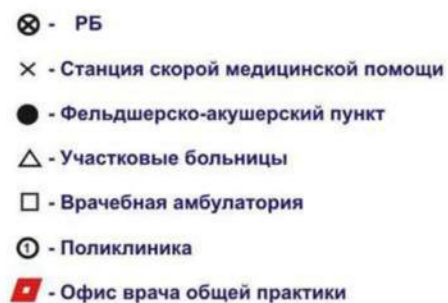 - РБ
- Станция скорой медицинской помощи
- Фельдшерско-акушерский пункт
- Участковые больницы
- Врачебная амбулатория
1 - Поликлиника
- Офис врача общей практики